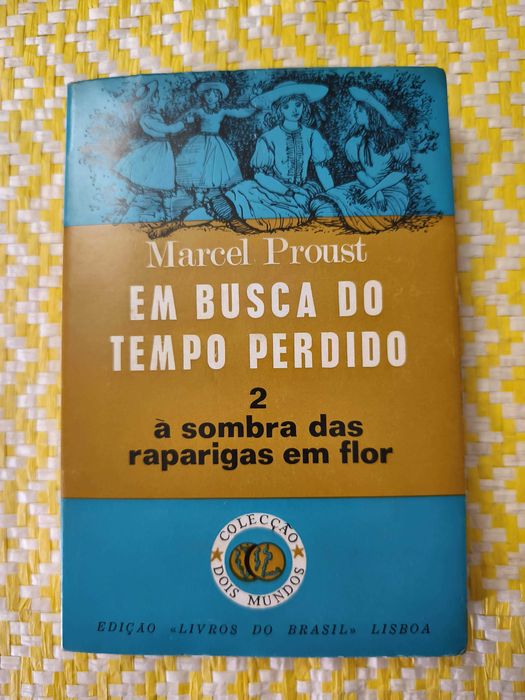 Marcel Proust
EM BUSCA DO
TEMPO PERDIDO
2
à sombra das
raparigas em flor
COLECÇÃO
DOIS MUNDOS
EDIÇÃO «LIVROS DO BRASIL» LISBOA